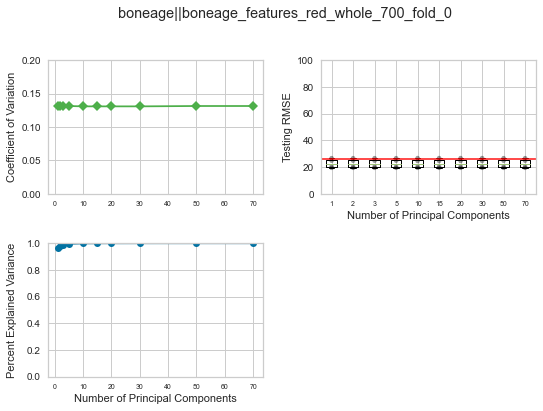 boneage||boneage_features_red_whole_700_fold_0
Coefficient of Variation
0.20
0.15
0.10
0.05
0.00
0 10 20 30 40 50 60 70
Testing RMSE
100
80
60
40
20
0
1 2 3 5 10 15 20 30 50 70
Number of Principal Components
Percent Explained Variance
1.0
0.8
0.6
0.4
0.2
0.0
0 10 20 30 40 50 60 70
Number of Principal Components